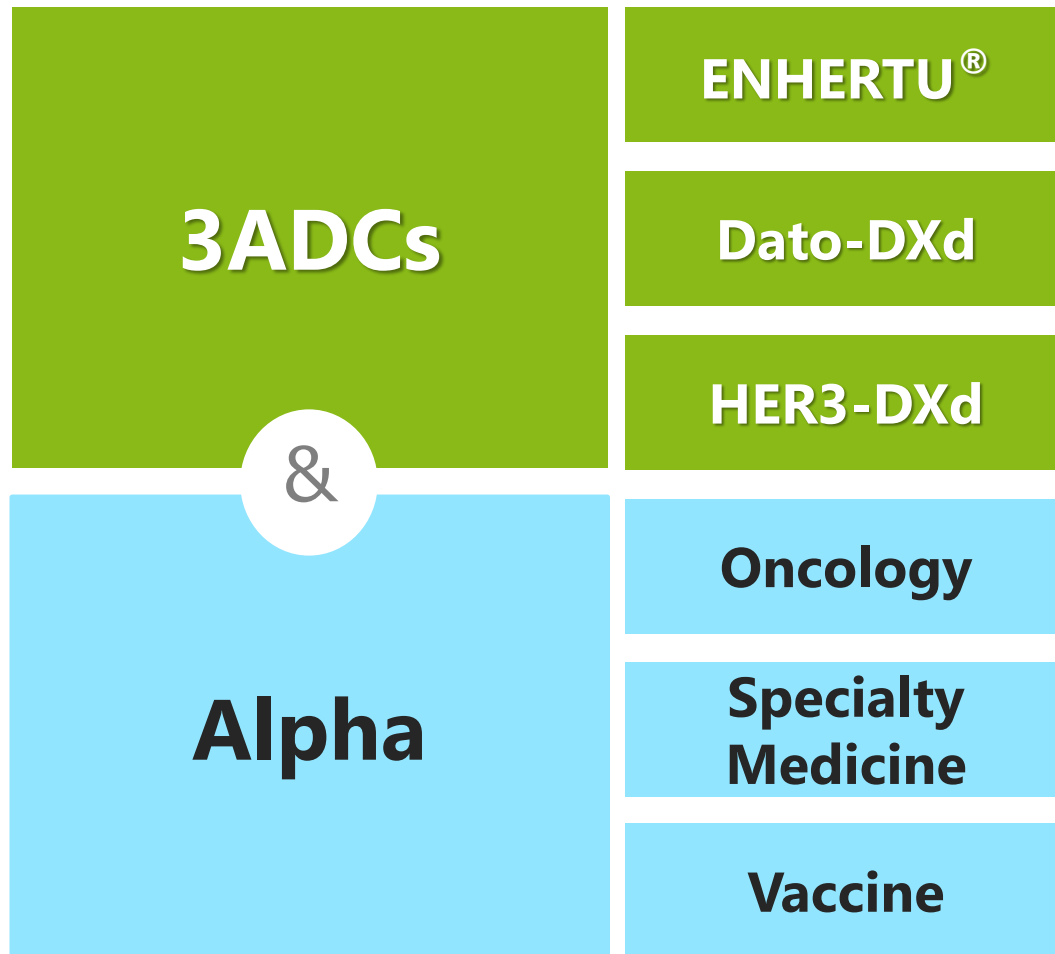 3ADCs
ENHERTU®
Dato-DXd
HER3-DXd
&
Alpha
Oncology
Specialty
Medicine
Vaccine